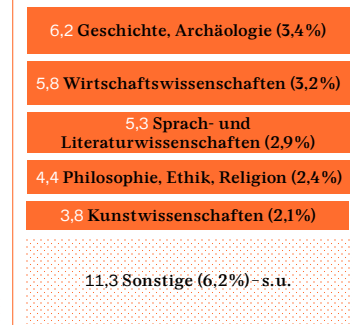 6,2 Geschichte, Archäologie (3,4%)
5,8 Wirtschaftswissenschaften (3,2%)
5,3 Sprach- und
Literaturwissenschaften (2,9%)
4,4 Philosophie, Ethik, Religion (2,4%)
3,8 Kunstwissenschaften (2,1%)
11,3 Sonstige (6,2%) – s.u.